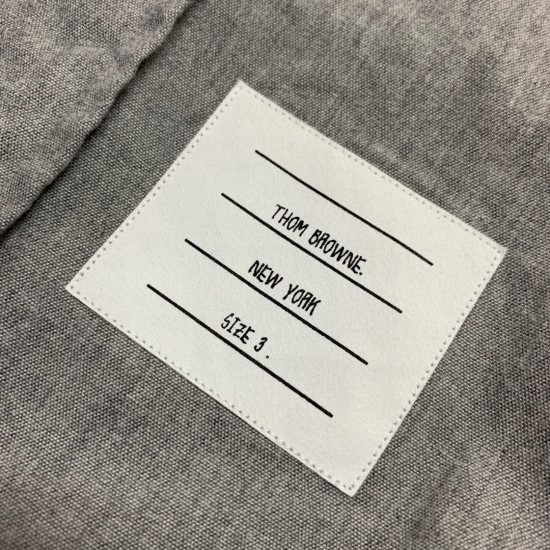 THOM BROWNE.
NEW YORK
SIZE 3.